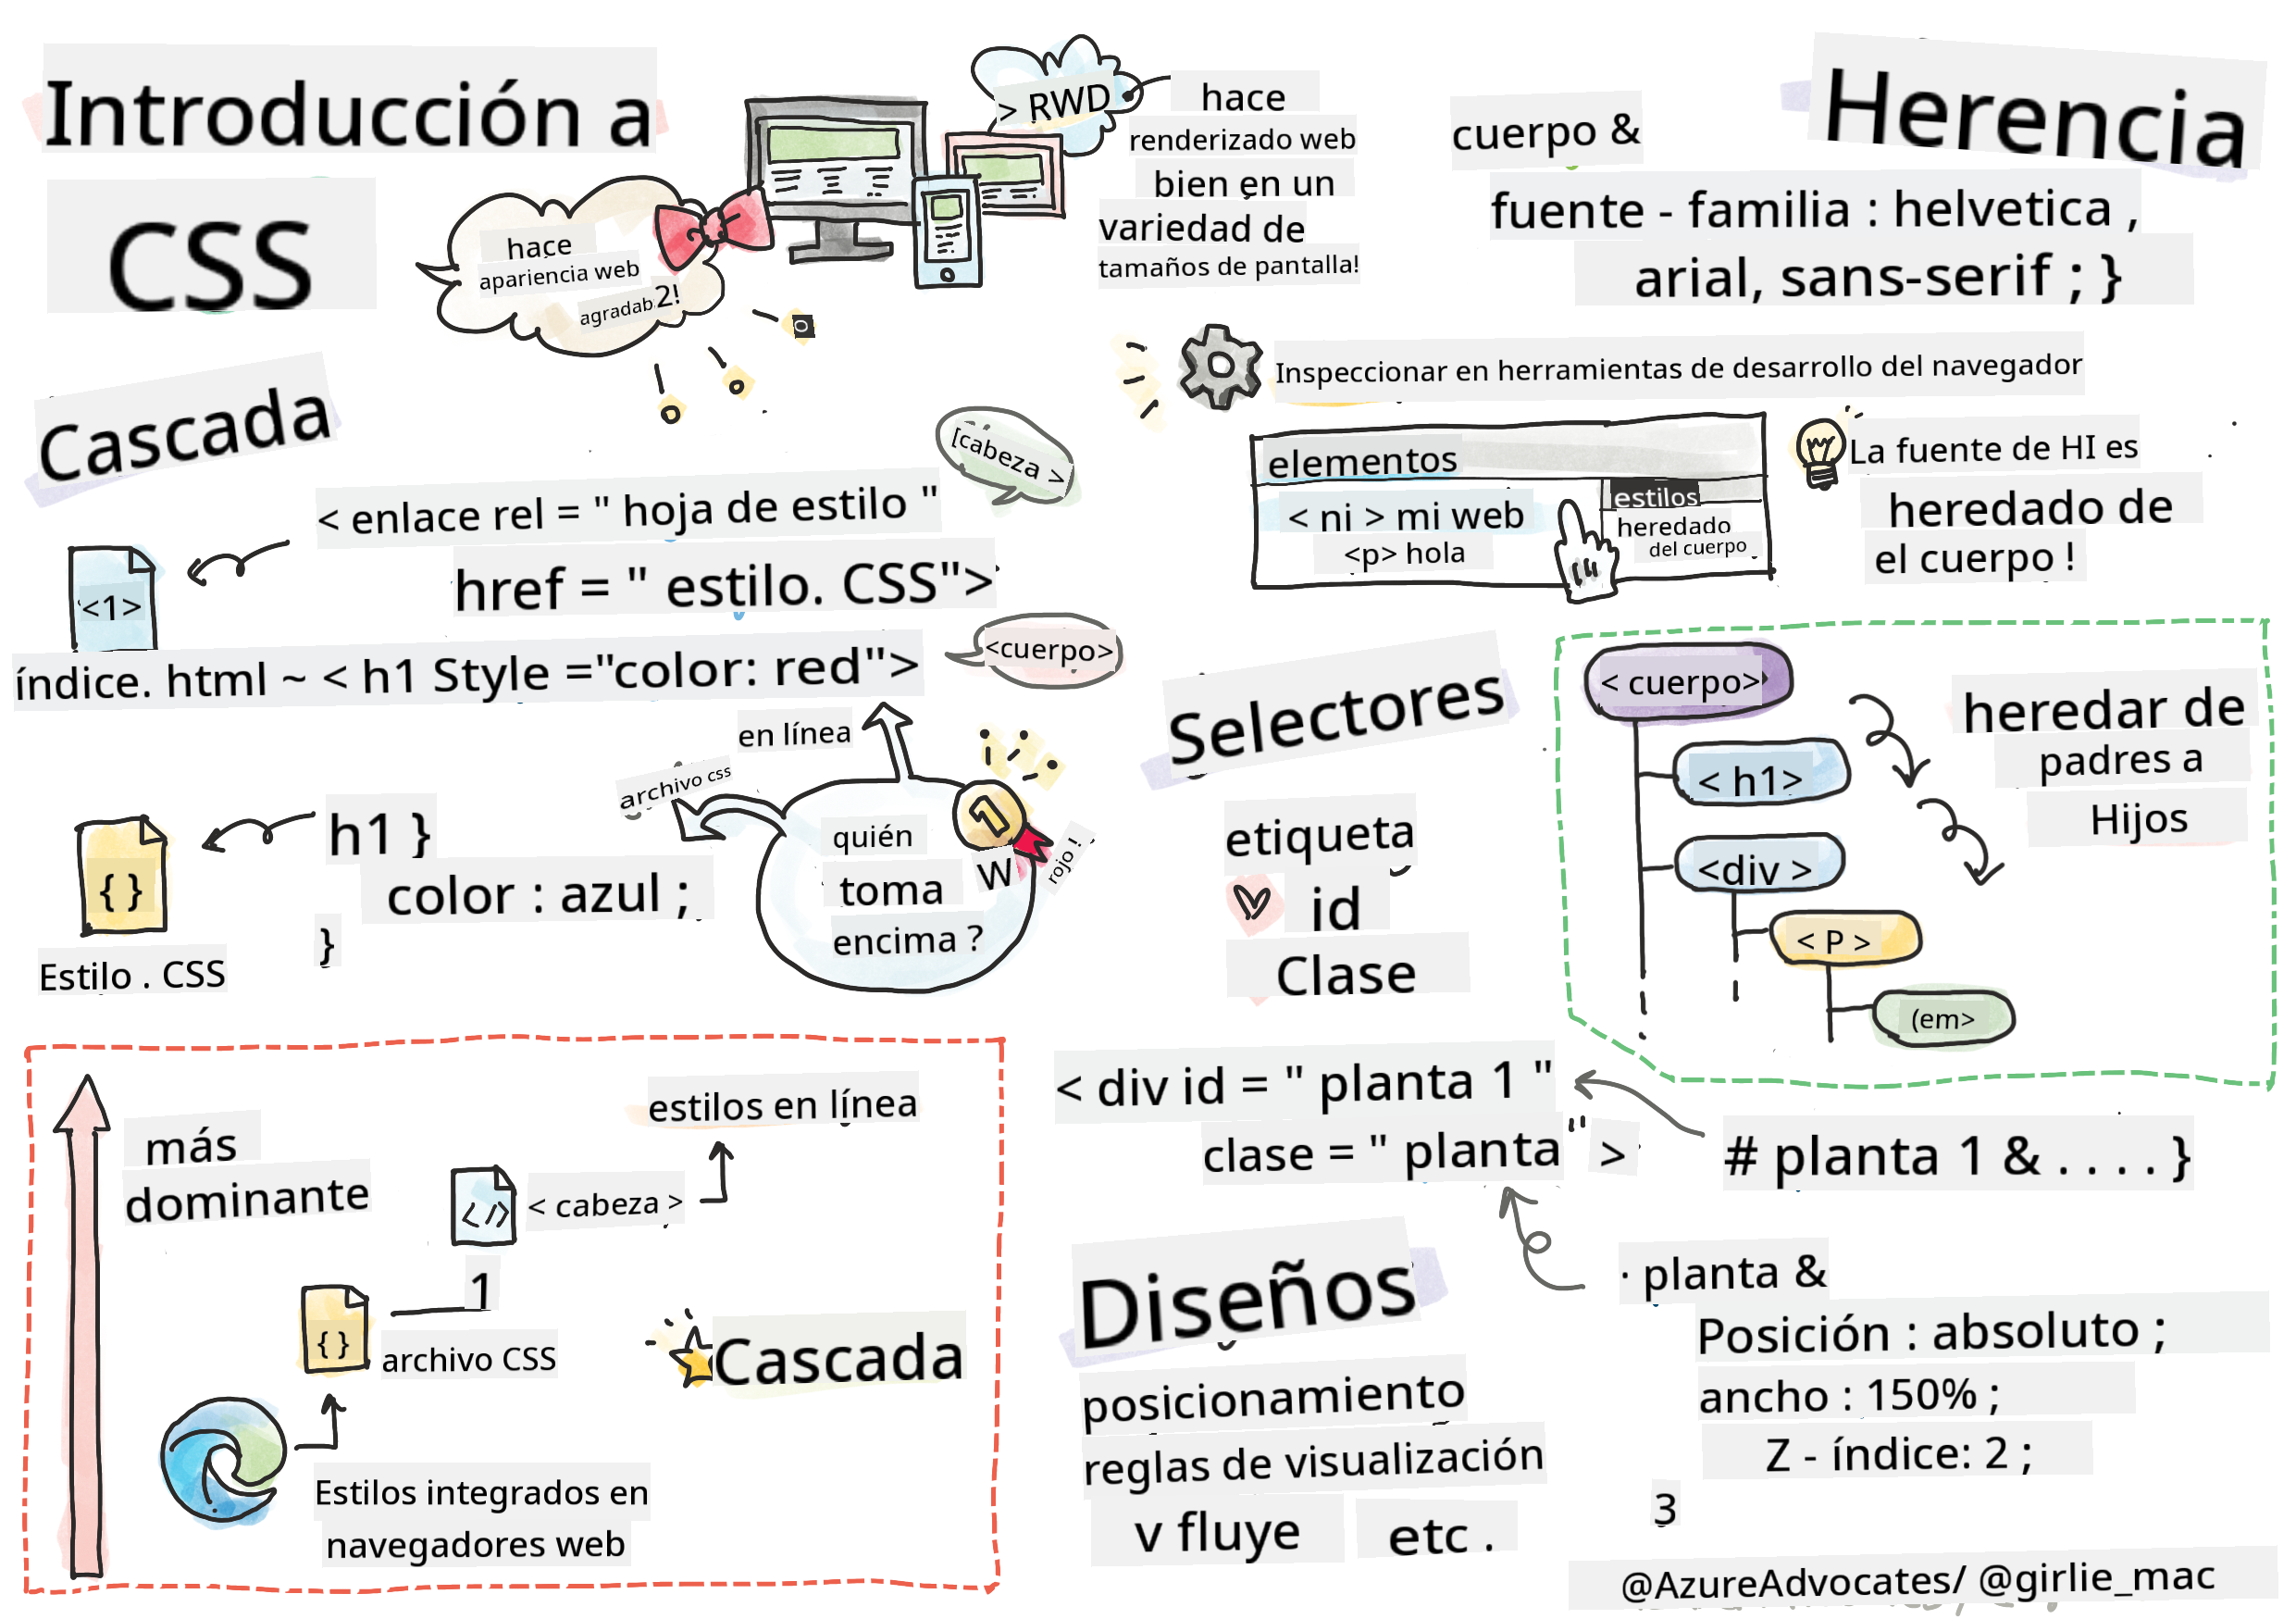 Introducción a
CSS
hace
apariencia web
agradab
2!
> RWD
hace
renderizado web
bien en un
variedad de
tamaños de pantalla!
Herencia
cuerpo &
fuente - familia : helvetica ,
arial, sans-serif ; }
Inspeccionar en herramientas de desarrollo del navegador
elementos
< ni > mi web
<p> hola
estilos
heredado
del cuerpo
La fuente de HI es
heredado de
el cuerpo !
Cascada
[cabeza >
< enlace rel = " hoja de estilo "
href = " estilo. CSS">
<1>
índice. html ~ < h1 Style ="color: red">
<cuerpo>
en línea
archivo css
h1 }
color : azul ;
}
{ }
Estilo . CSS
quién
toma
encima ?
1
W
rojo !
Selectores
etiqueta
id
Clase
< cuerpo>
< h1>
<div >
< P >
(em>
heredar de
padres a
Hijos
< div id = " planta 1 "
clase = " planta " >
# planta 1 & . . . . }
· planta &
Posición : absoluto ;
ancho : 150% ;
Z - índice: 2 ;
3
más
dominante
estilos en línea
</>
< cabeza >
1
{ }
archivo CSS
Cascada
Estilos integrados en
navegadores web
Diseños
posicionamiento
reglas de visualización
v fluye etc .
@AzureAdvocates/ @girlie_mac